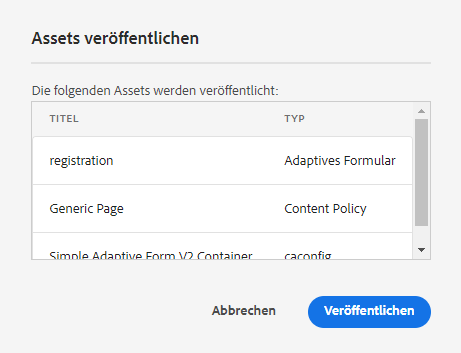 Assets veröffentlichen
Die folgenden Assets werden veröffentlicht:
TITEL TYP
registration Adaptives Formular
Generic Page Content Policy
Simple Adaptive Form V2 Container caconfig
Abbrechen Veröffentlichen